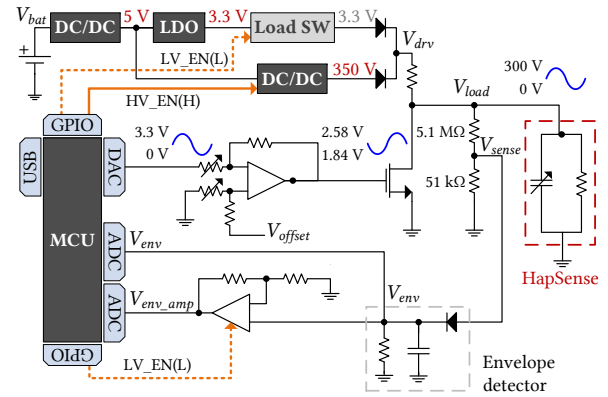 V_bat
DC/DC
5 V
LDO
3.3 V
Load SW
3.3 V
V_drv
LV_EN(L)
DC/DC
350 V
HV_EN(H)
GPIO
V_load
300 V
0 V
3.3 V
0 V
2.58 V
1.84 V
5.1 MΩ
V_sense
51 kΩ
USB
DAC
MCU
V_offset
ADC
V_env
HapSense
ADC
V_env_amp
V_env
GPIO
LV_EN(L)
Envelope
detector